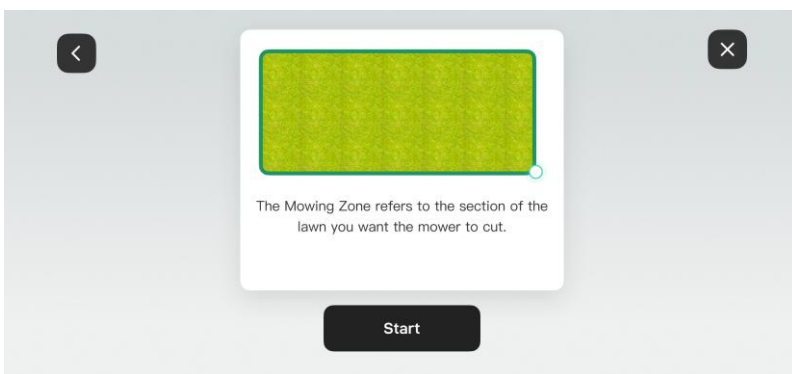 The Mowing Zone refers to the section of the
lawn you want the mower to cut.
Start